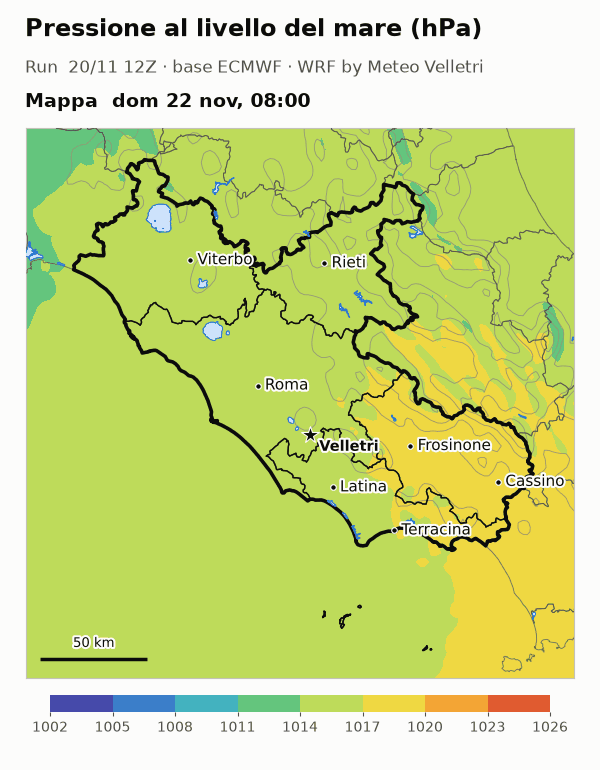 Pressione al livello del mare (hPa)
Run  20/11 12Z · base ECMWF · WRF by Meteo Velletri
Mappa  dom 22 nov, 08:00
Viterbo
Rieti
Roma
Velletri
Frosinone
Latina
Cassino
Terracina
50 km
1002 1005 1008 1011 1014 1017 1020 1023 1026